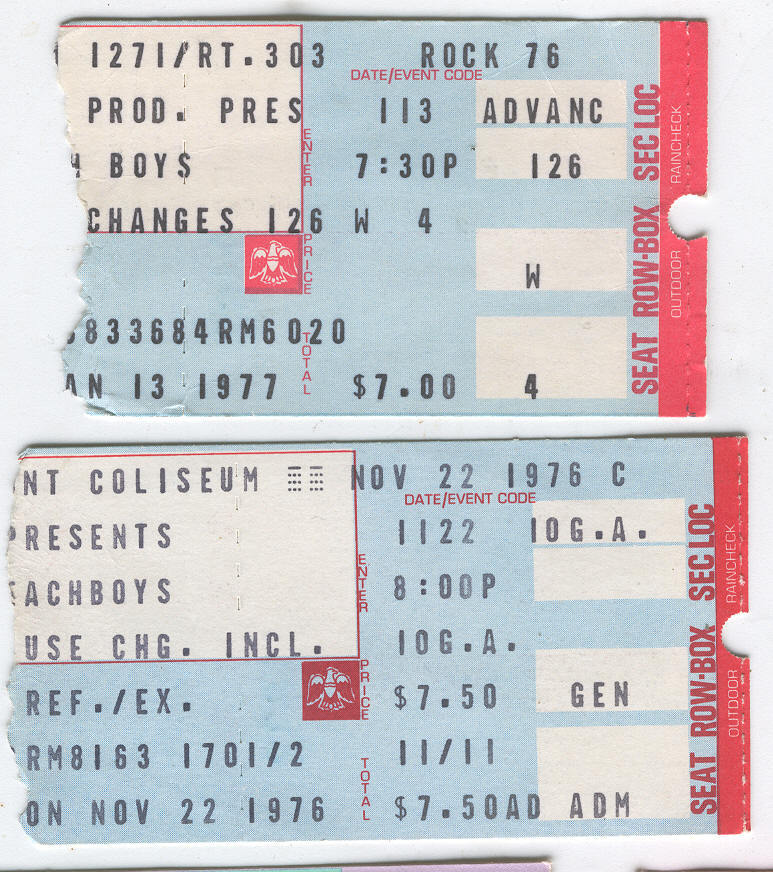 1271/RT.303 ROCK 76
DATE/EVENT CODE
PROD. PRES 113 ADVANC
H BOYS 7:30P 126
CHANGES 126 W 4
ENTER
PRICE
TOTAL
W
833684RM6020
AN 13 1977 $7.00 4
SEAT ROW-BOX SEC LOC
OUTDOOR RAINCHECK
NT COLISEUM NOV 22 1976 C
DATE/EVENT CODE
PRESENTS 1122 IOG.A.
EACHBOYS 8:00P
USE CHG. INCL. IOG.A.
ENTER
PRICE
TOTAL
REF./EX. $7.50 GEN
RM8163 1701/2 11/11
ON NOV 22 1976 $7.50AD ADM
SEAT ROW-BOX SEC LOC
OUTDOOR RAINCHECK